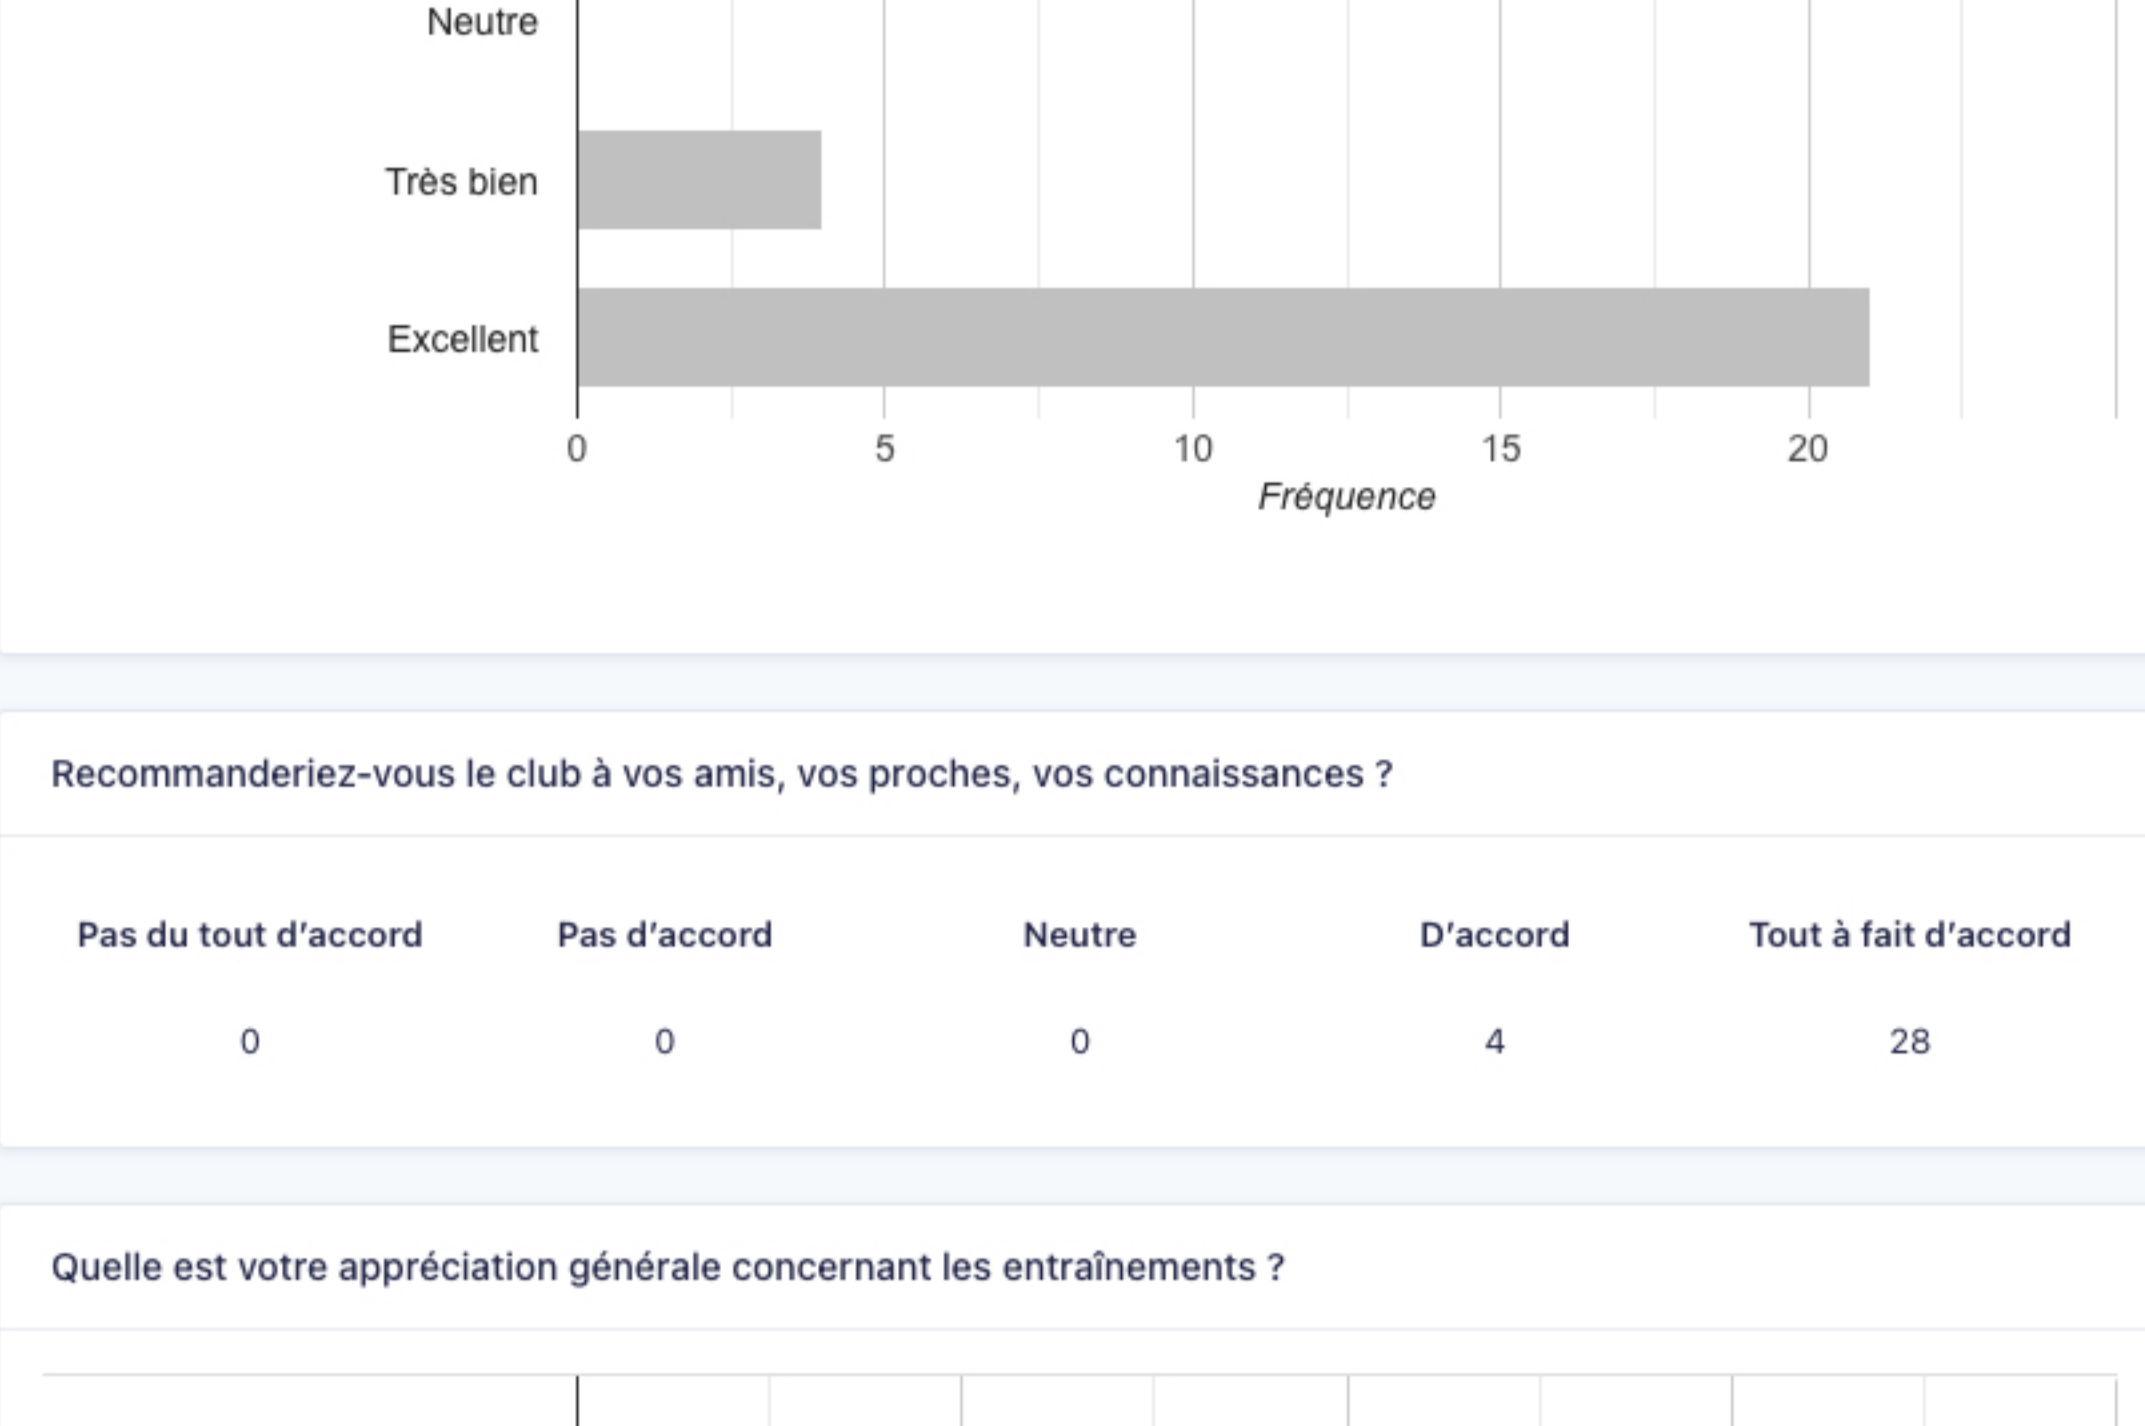 Neutre
Très bien
Excellent
0 5 10 15 20
Fréquence
Recommanderiez-vous le club à vos amis, vos proches, vos connaissances ?
Pas du tout d’accord Pas d’accord Neutre D’accord Tout à fait d’accord
0 0 0 4 28
Quelle est votre appréciation générale concernant les entraînements ?